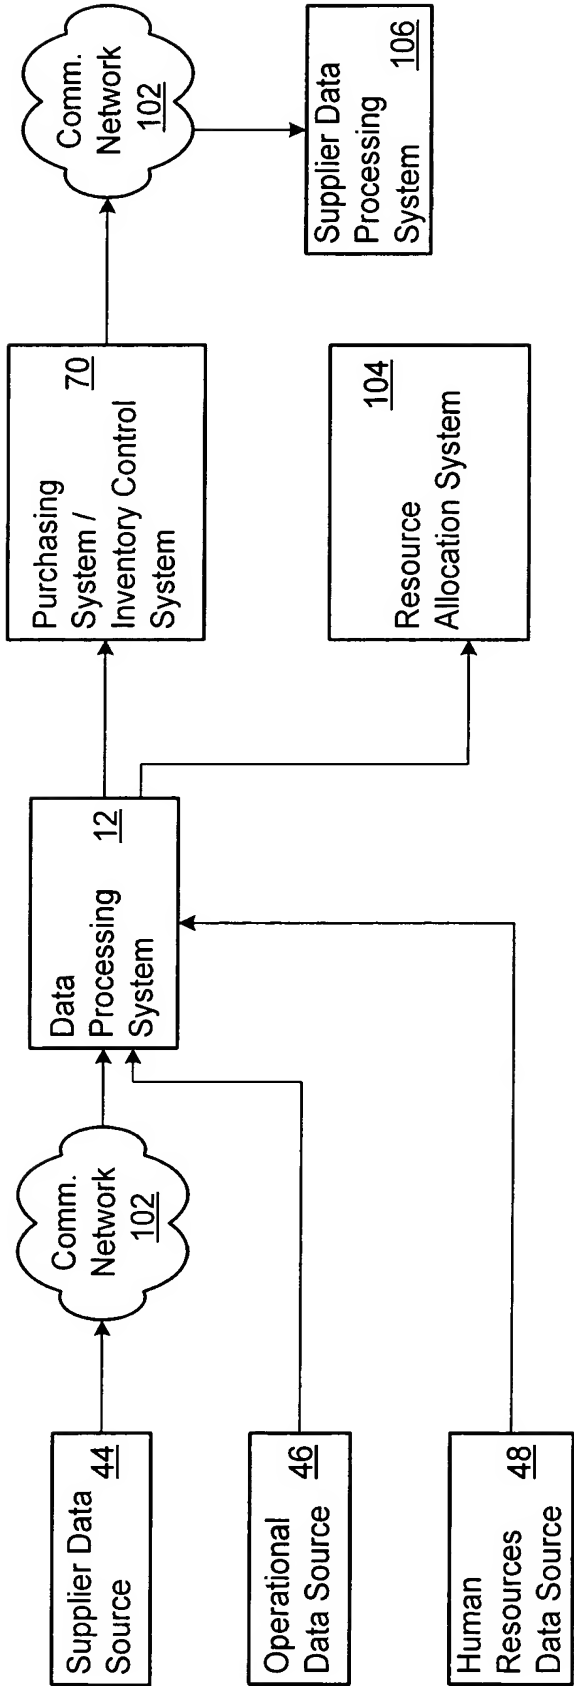 Supplier Data
Source 44
Operational
Data Source 46
Human
Resources
Data Source 48
Comm.
Network
102
Data
Processing
System
12
Purchasing
System /
Inventory Control
System
70
Resource
Allocation System
104
Comm.
Network
102
Supplier Data
Processing
System 106